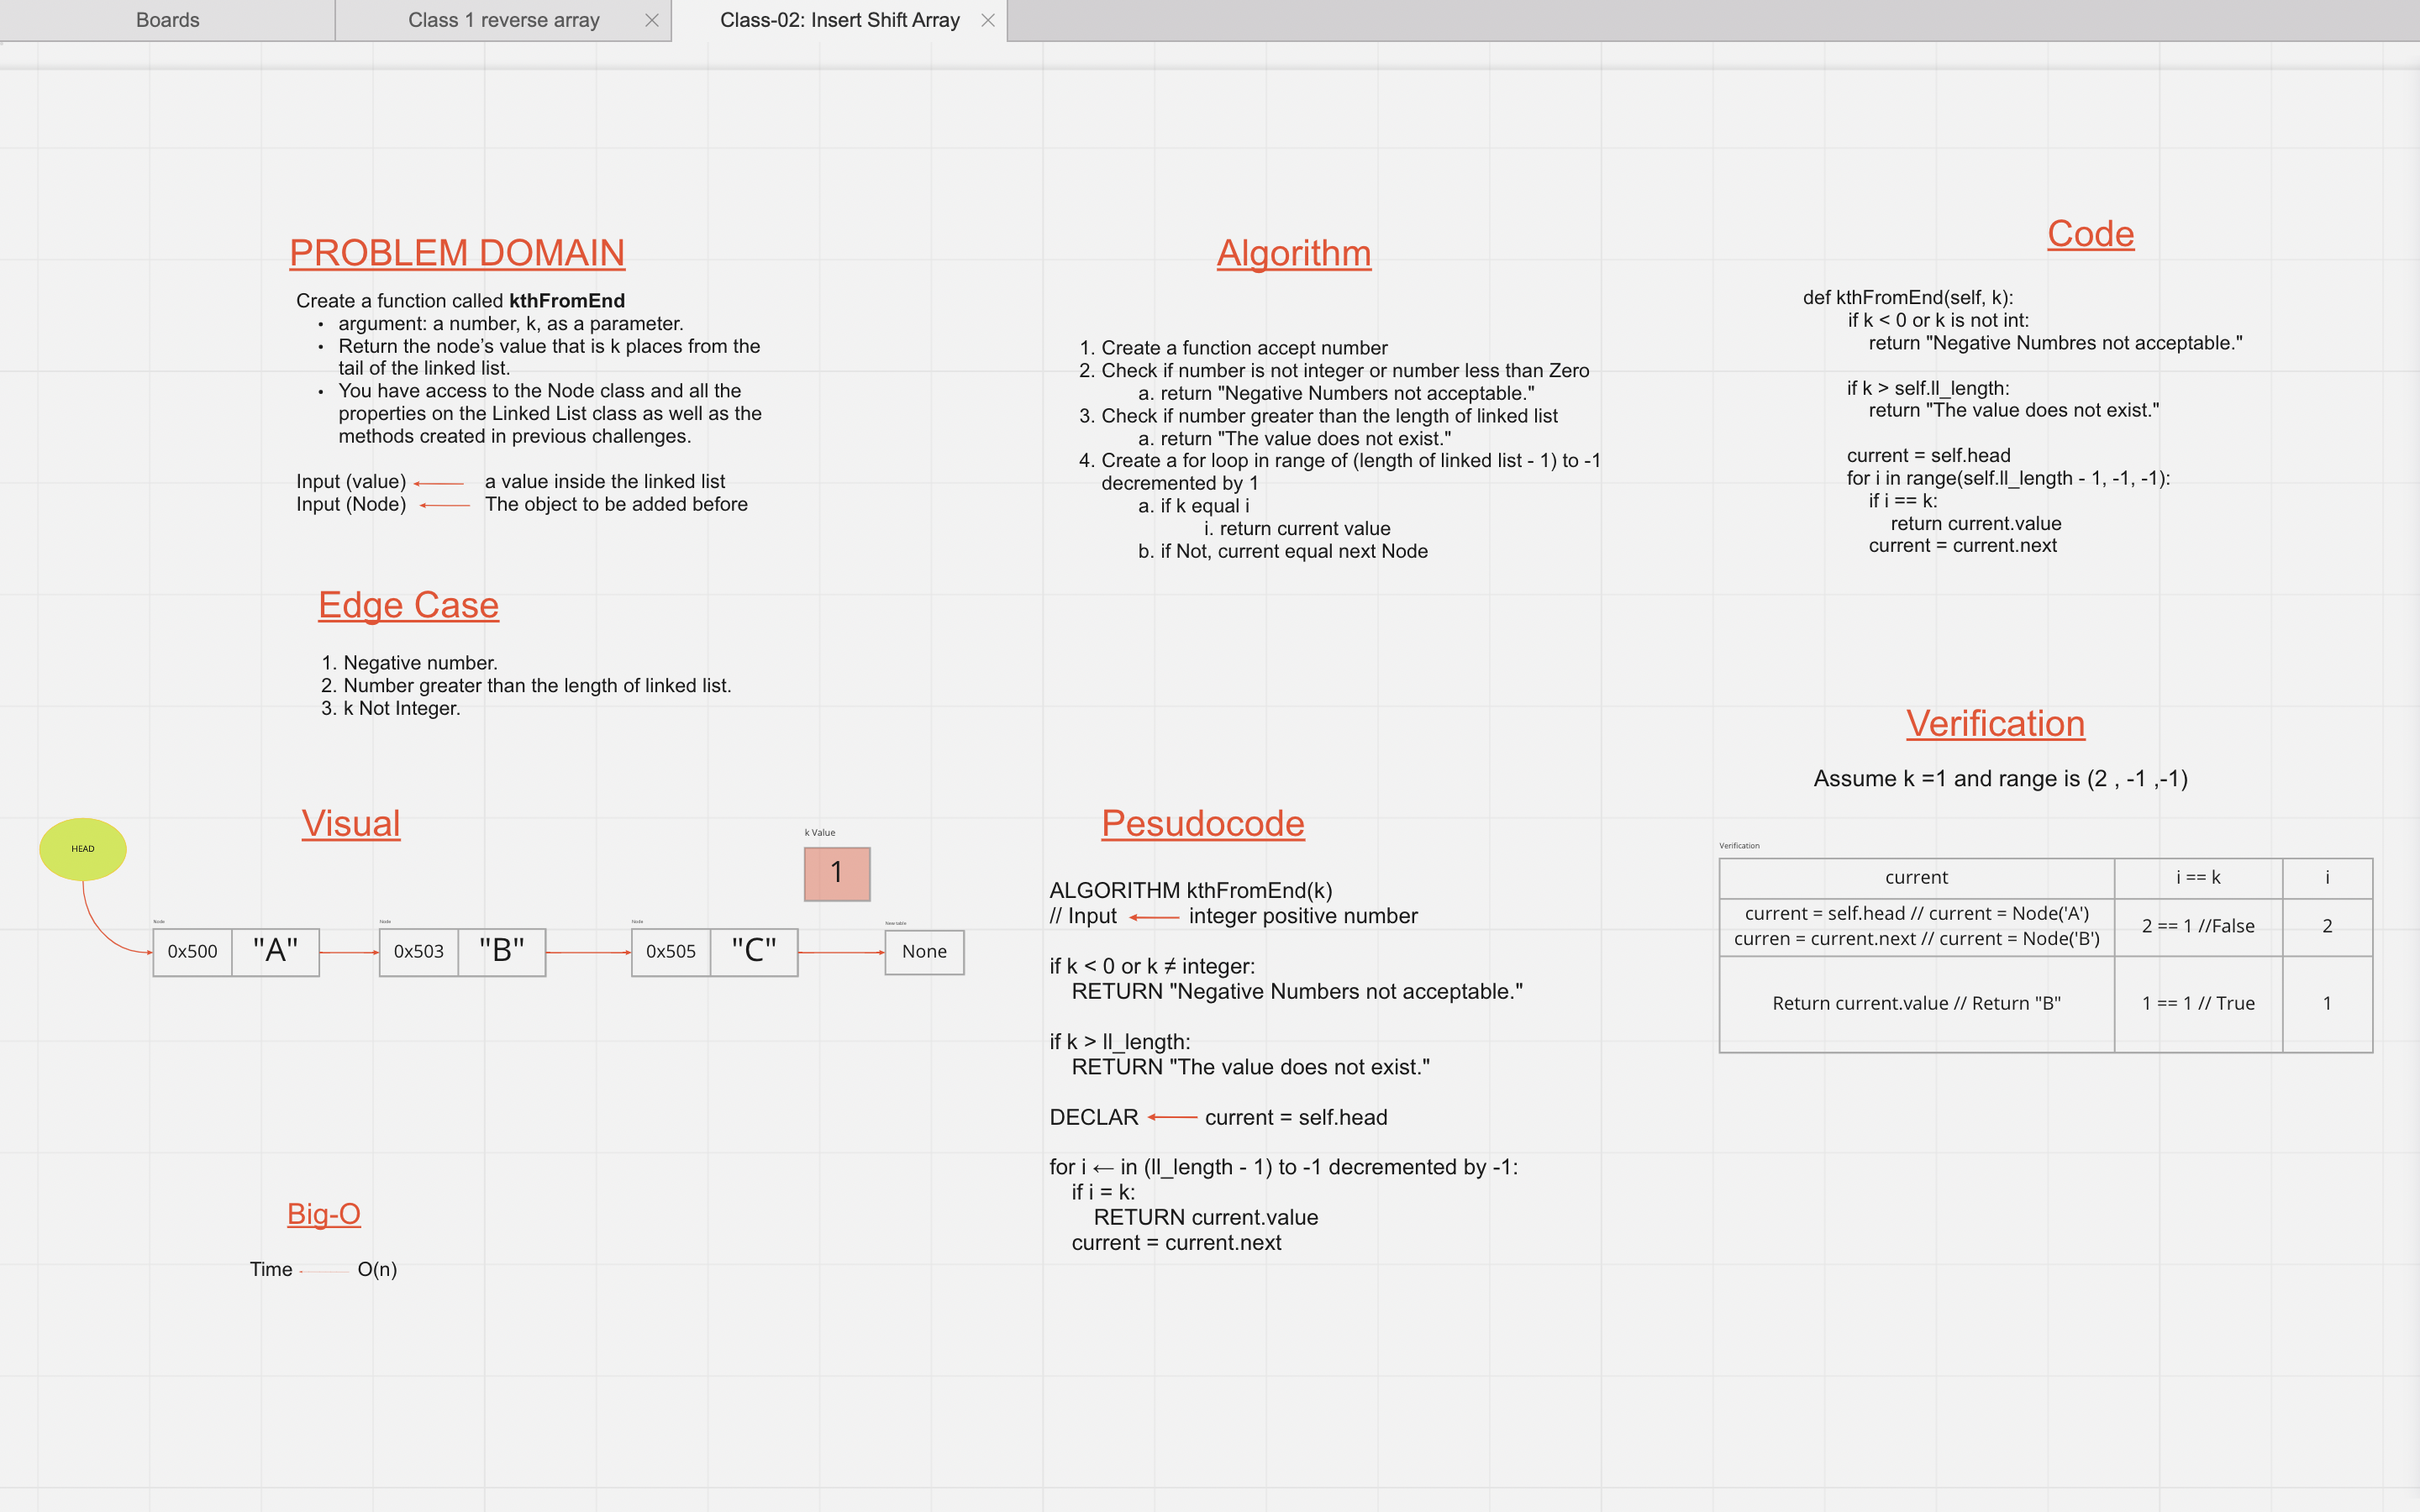 Boards
Class 1 reverse array
Class-02: Insert Shift Array
PROBLEM DOMAIN
Create a function called kthFromEnd
• argument: a number, k, as a parameter.
• Return the node’s value that is k places from the
tail of the linked list.
• You have access to the Node class and all the
properties on the Linked List class as well as the
methods created in previous challenges.
Input (value) a value inside the linked list
Input (Node) The object to be added before
Edge Case
1. Negative number.
2. Number greater than the length of linked list.
3. k Not Integer.
Visual
HEAD
k Value
1
Node
Node
Node
New table
0x500 "A"
0x503 "B"
0x505 "C"
None
Big-O
Time O(n)
Algorithm
1. Create a function accept number
2. Check if number is not integer or number less than Zero
a. return "Negative Numbers not acceptable."
3. Check if number greater than the length of linked list
a. return "The value does not exist."
4. Create a for loop in range of (length of linked list - 1) to -1
decremented by 1
a. if k equal i
i. return current value
b. if Not, current equal next Node
Pesudocode
ALGORITHM kthFromEnd(k)
// Input integer positive number
if k < 0 or k ≠ integer:
RETURN "Negative Numbers not acceptable."
if k > ll_length:
RETURN "The value does not exist."
DECLAR current = self.head
for i ← in (ll_length - 1) to -1 decremented by -1:
if i = k:
RETURN current.value
current = current.next
Code
def kthFromEnd(self, k):
if k < 0 or k is not int:
return "Negative Numbres not acceptable."
if k > self.ll_length:
return "The value does not exist."
current = self.head
for i in range(self.ll_length - 1, -1, -1):
if i == k:
return current.value
current = current.next
Verification
Assume k =1 and range is (2 , -1 ,-1)
Verification
current i == k i
current = self.head // current = Node('A')
curren = current.next // current = Node('B')
2 == 1 //False 2
Return current.value // Return "B" 1 == 1 // True 1